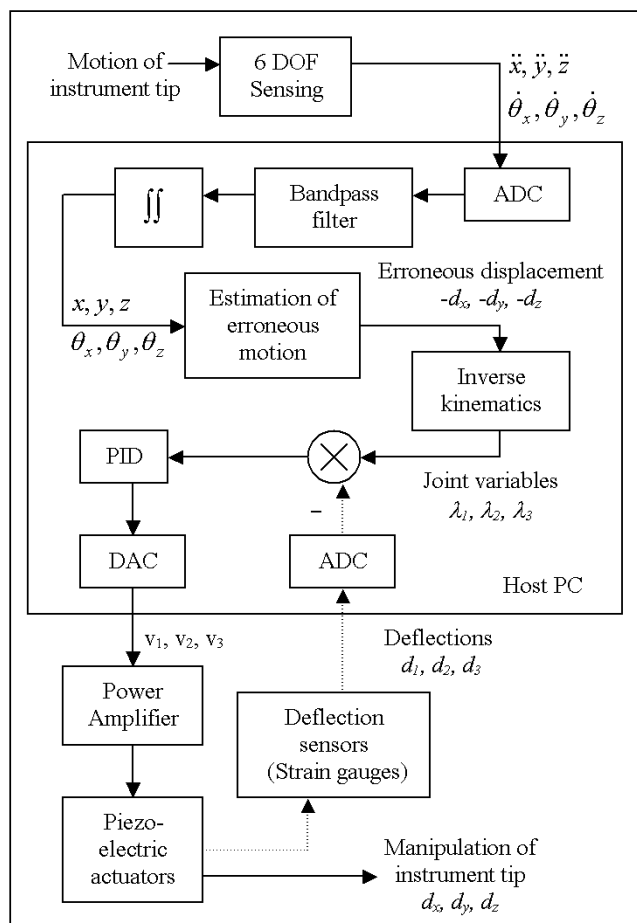 Motion of
instrument tip
6 DOF
Sensing
ẍ, ÿ, z̈
θ̇x, θ̇y, θ̇z
ADC
Bandpass
filter
∬
x, y, z
θx, θy, θz
Estimation of
erroneous
motion
Erroneous displacement
-dx, -dy, -dz
Inverse
kinematics
Joint variables
λ1, λ2, λ3
PID
–
DAC
ADC
Host PC
v1, v2, v3
Deflections
d1, d2, d3
Power
Amplifier
Deflection
sensors
(Strain gauges)
Piezo-
electric
actuators
Manipulation of
instrument tip
dx, dy, dz